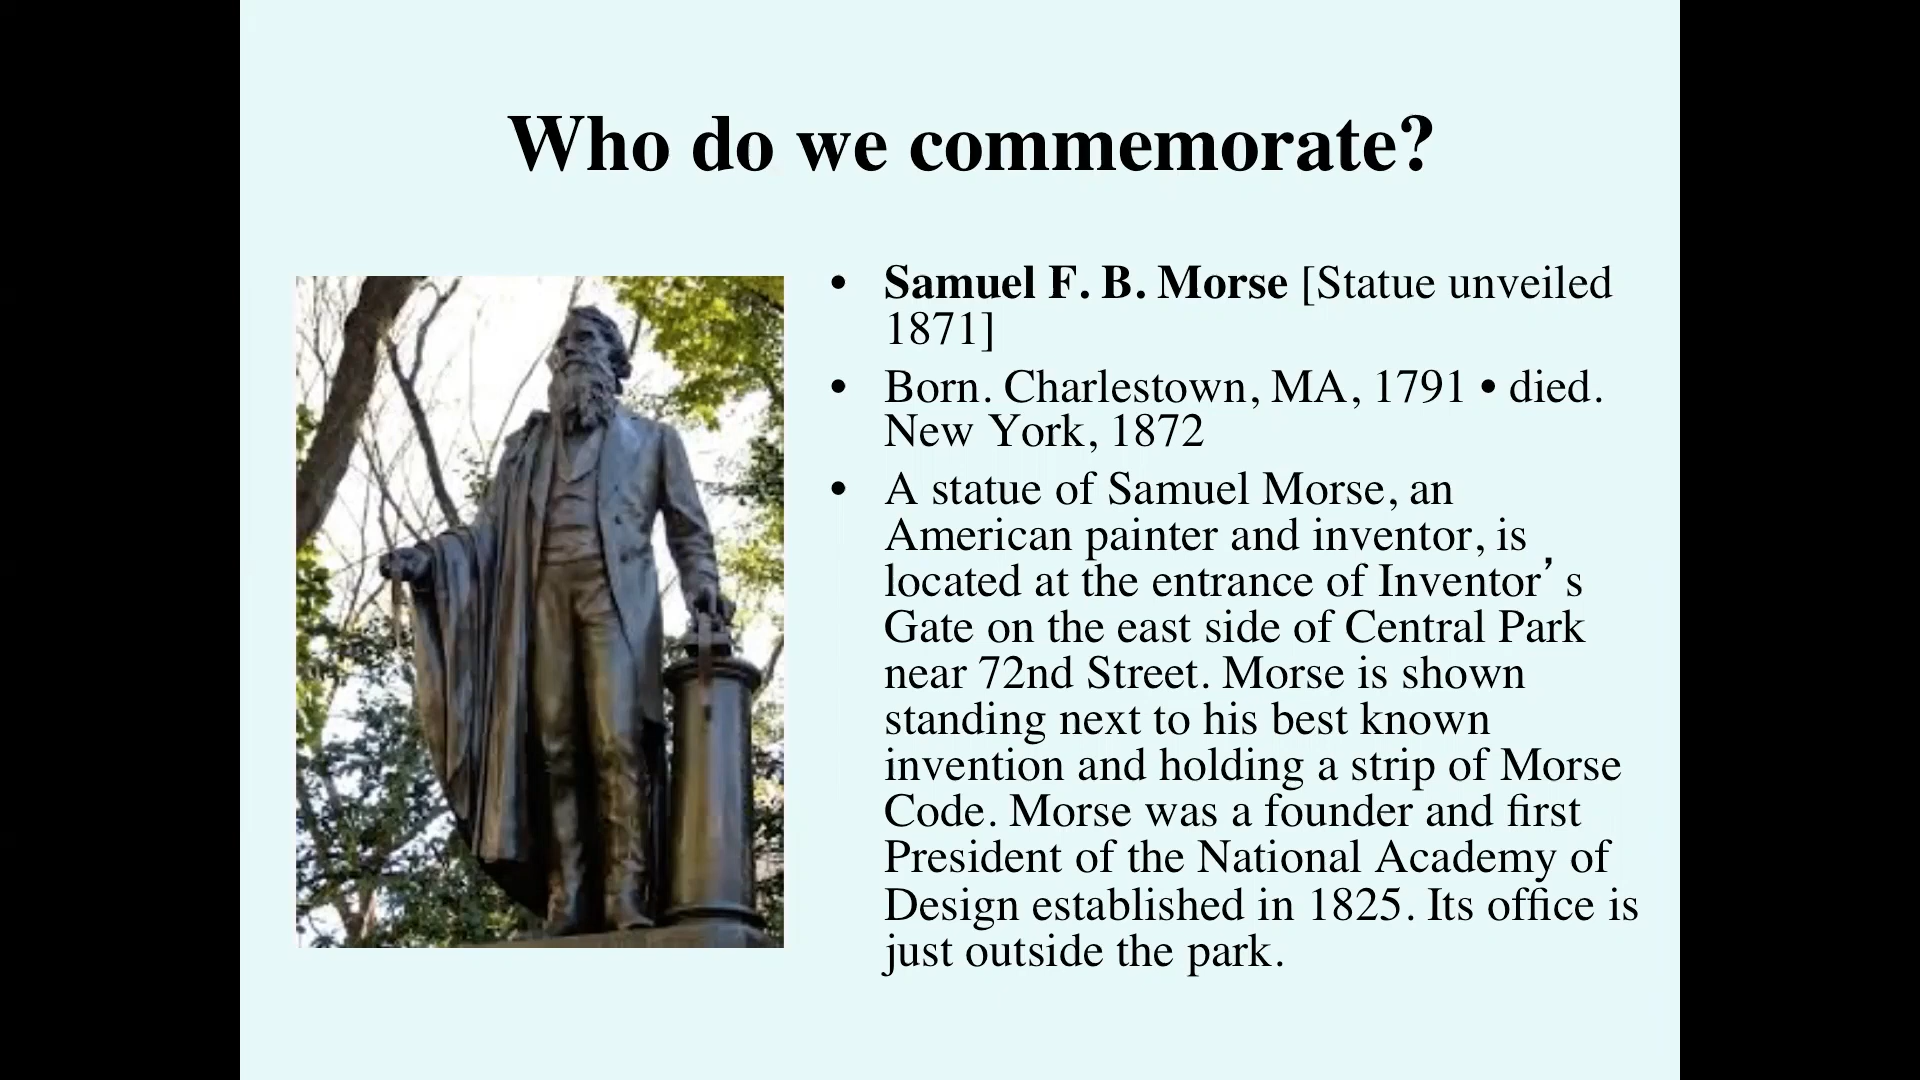 Who do we commemorate?
• Samuel F. B. Morse [Statue unveiled
1871]
• Born. Charlestown, MA, 1791 • died.
New York, 1872
• A statue of Samuel Morse, an
American painter and inventor, is
located at the entrance of Inventor’s
Gate on the east side of Central Park
near 72nd Street. Morse is shown
standing next to his best known
invention and holding a strip of Morse
Code. Morse was a founder and first
President of the National Academy of
Design established in 1825. Its office is
just outside the park.